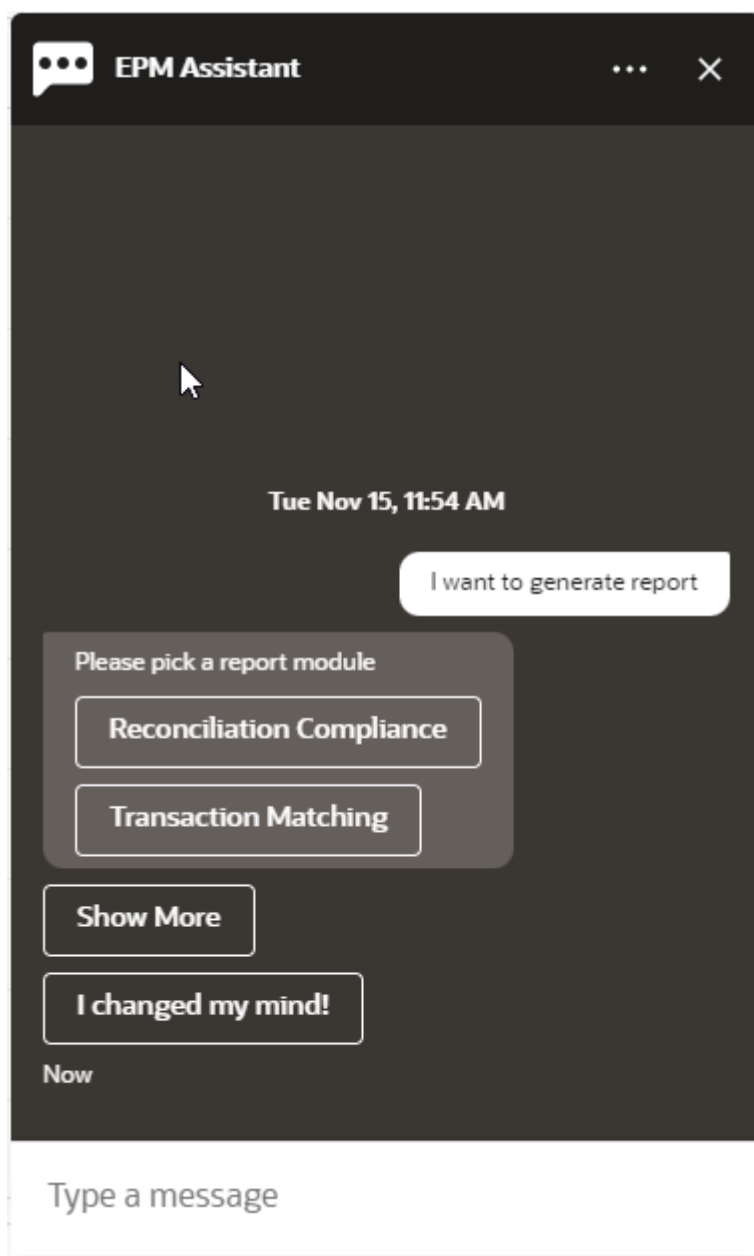 EPM Assistant
Tue Nov 15, 11:54 AM
I want to generate report
Please pick a report module
Reconciliation Compliance
Transaction Matching
Show More
I changed my mind!
Now
Type a message